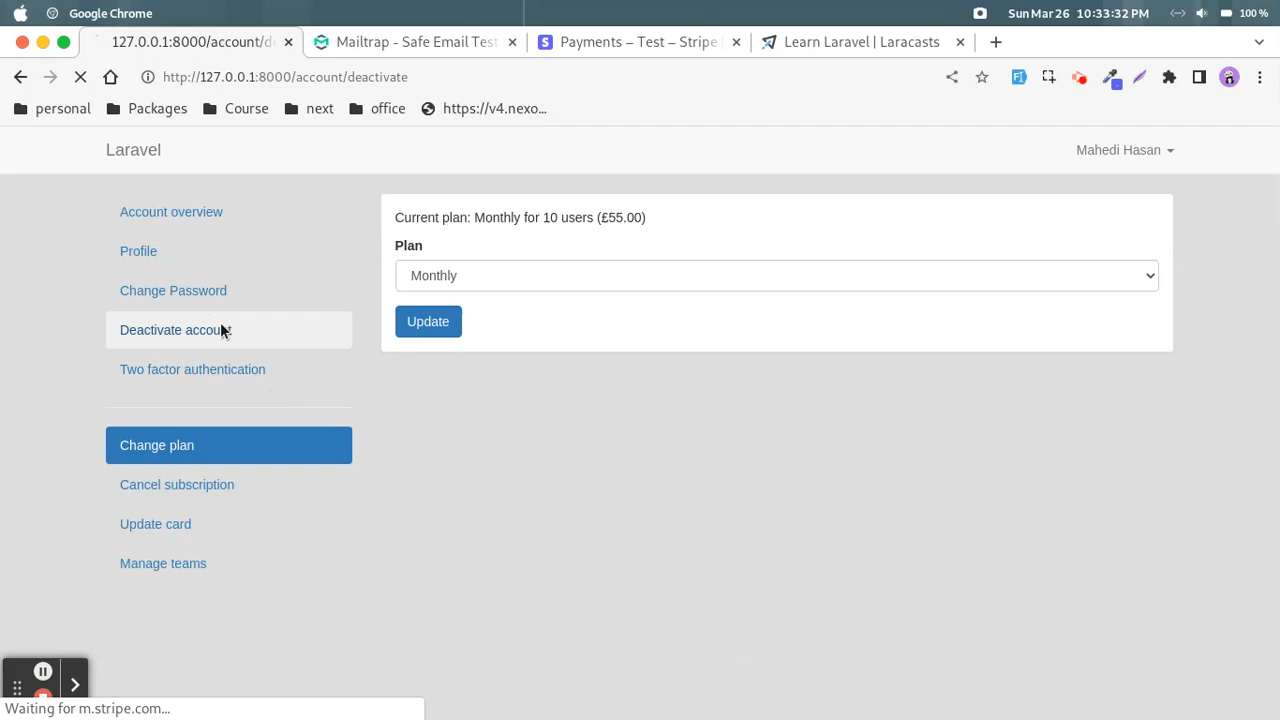 Google Chrome
Sun Mar 26 10:33:32 PM
100 %
127.0.0.1:8000/account/d
Mailtrap - Safe Email Test
Payments – Test – Stripe
Learn Laravel | Laracasts
http://127.0.0.1:8000/account/deactivate
personal
Packages
Course
next
office
https://v4.nexo...
Laravel
Mahedi Hasan
Account overview
Profile
Change Password
Deactivate account
Two factor authentication
Change plan
Cancel subscription
Update card
Manage teams
Current plan: Monthly for 10 users (£55.00)
Plan
Monthly
Update
Waiting for m.stripe.com...